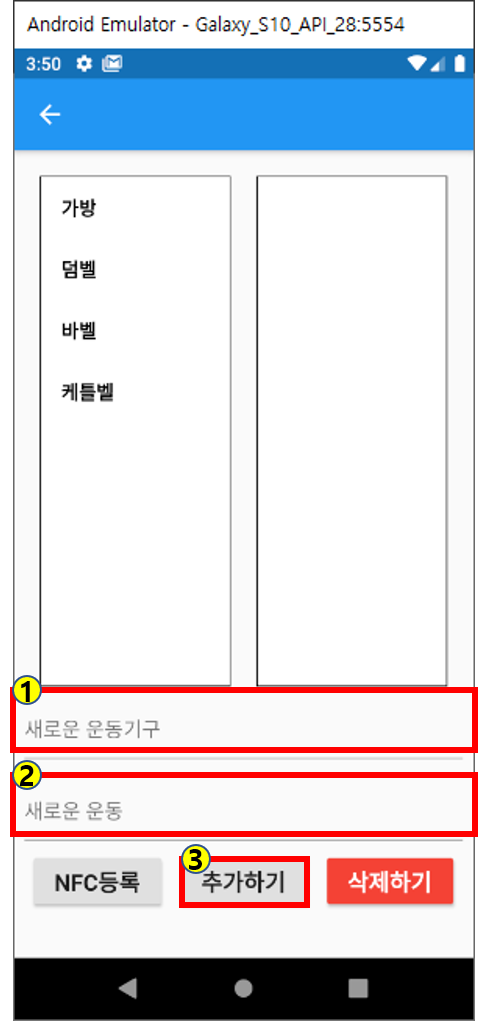 Android Emulator - Galaxy_S10_API_28:5554
3:50
가방
덤벨
바벨
케틀벨
1
새로운 운동기구
2
새로운 운동
3
NFC등록 추가하기 삭제하기